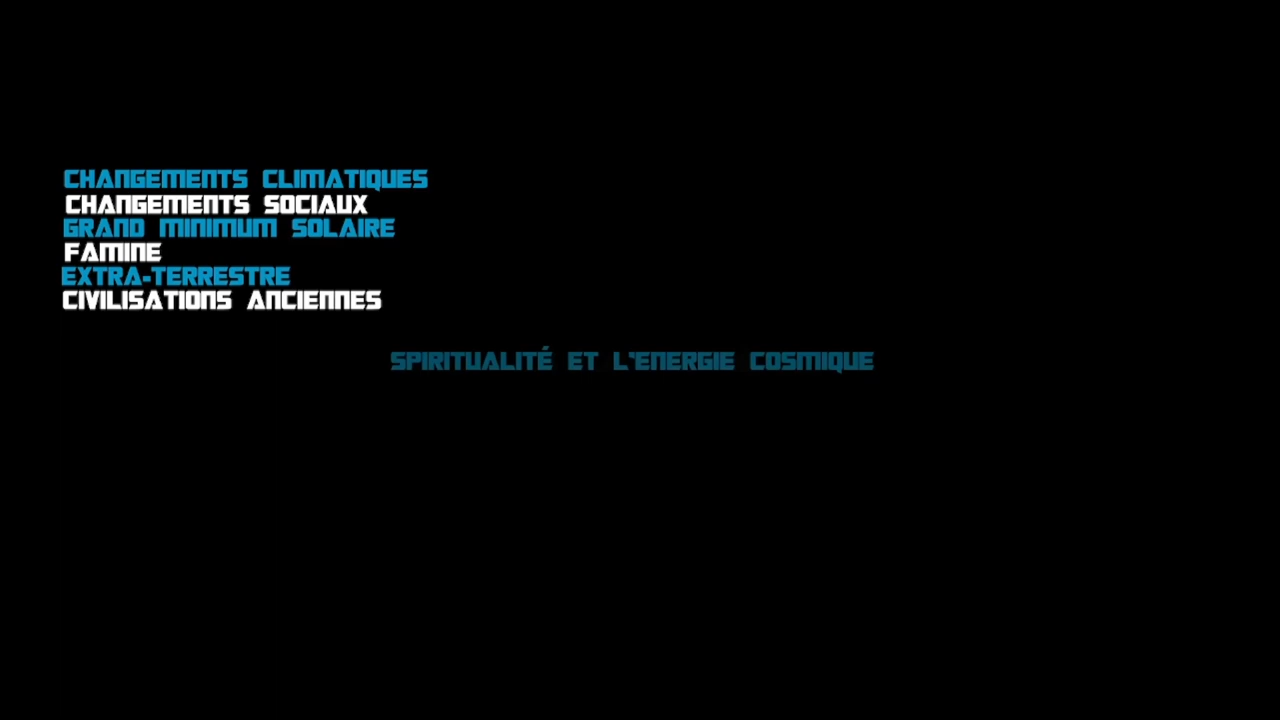 CHANGEMENTS CLIMATIQUES
CHANGEMENTS SOCIAUX
GRAND MINIMUM SOLAIRE
FAMINE
EXTRA-TERRESTRE
CIVILISATIONS ANCIENNES
SPIRITUALITÉ ET L'ENERGIE COSMIQUE